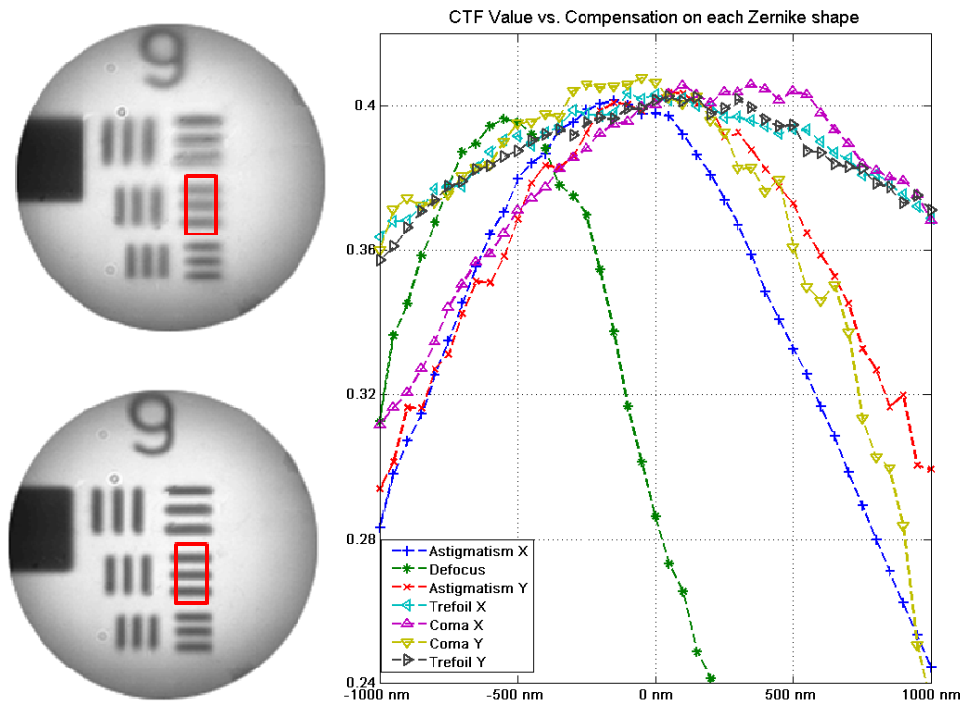 CTF Value vs. Compensation on each Zernike shape
9
9
0.4
0.36
0.32
0.28
0.24
Astigmatism X
Defocus
Astigmatism Y
Trefoil X
Coma X
Coma Y
Trefoil Y
-1000 nm -500 nm 0 nm 500 nm 1000 nm